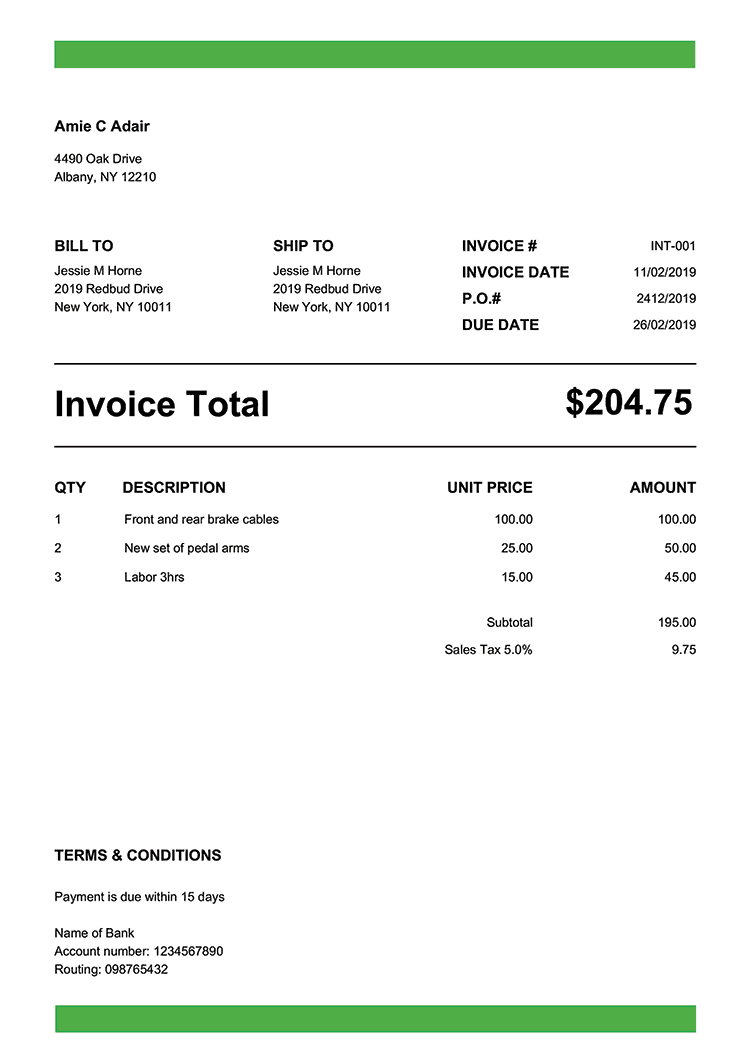 Amie C Adair
4490 Oak Drive
Albany, NY 12210
BILL TO
Jessie M Horne
2019 Redbud Drive
New York, NY 10011
SHIP TO
Jessie M Horne
2019 Redbud Drive
New York, NY 10011
INVOICE # INT-001
INVOICE DATE 11/02/2019
P.O.# 2412/2019
DUE DATE 26/02/2019
Invoice Total $204.75
QTY DESCRIPTION UNIT PRICE AMOUNT
1 Front and rear brake cables 100.00 100.00
2 New set of pedal arms 25.00 50.00
3 Labor 3hrs 15.00 45.00
Subtotal 195.00
Sales Tax 5.0% 9.75
TERMS & CONDITIONS
Payment is due within 15 days
Name of Bank
Account number: 1234567890
Routing: 098765432